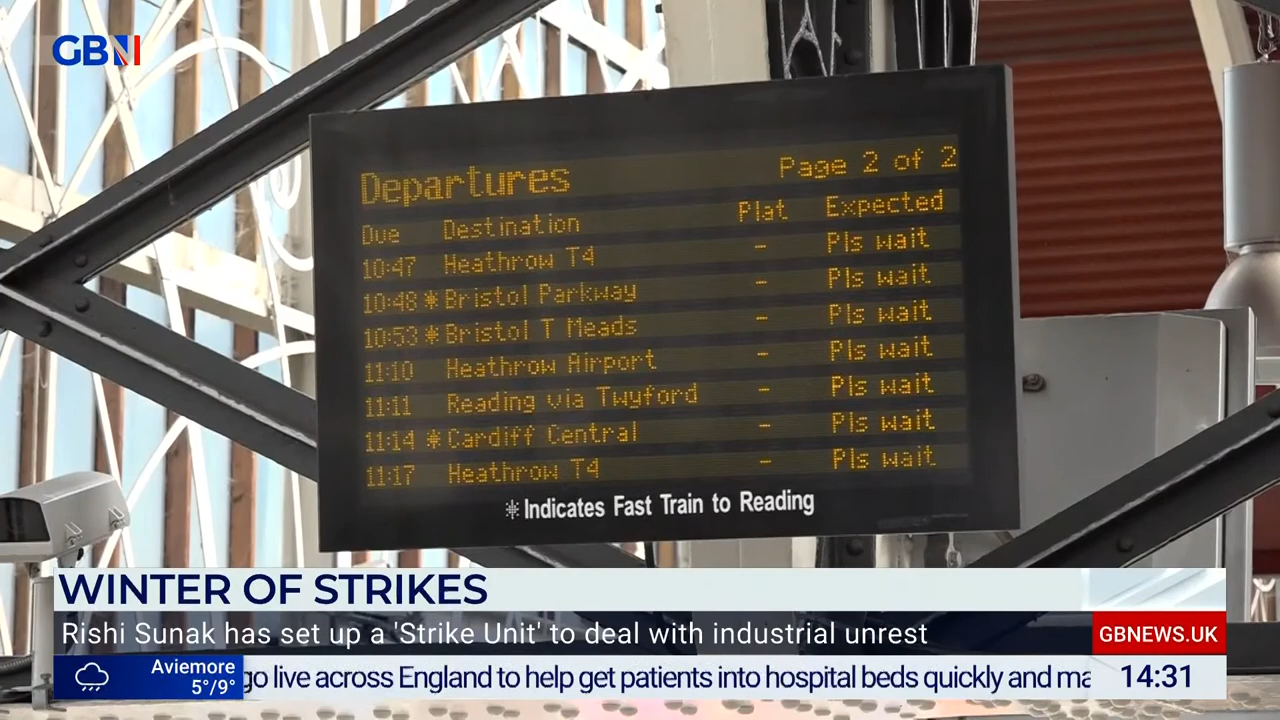 GBN
Departures Page 2 of 2
Due Destination Plat Expected
10:47 Heathrow T4 - Pls wait
10:48 * Bristol Parkway - Pls wait
10:53 * Bristol T Meads - Pls wait
11:10 Heathrow Airport - Pls wait
11:11 Reading via Twyford - Pls wait
11:14 * Cardiff Central - Pls wait
11:17 Heathrow T4 - Pls wait
* Indicates Fast Train to Reading
WINTER OF STRIKES
Rishi Sunak has set up a 'Strike Unit' to deal with industrial unrest
GBNEWS.UK
Aviemore
5°/9°
go live across England to help get patients into hospital beds quickly and ma
14:31